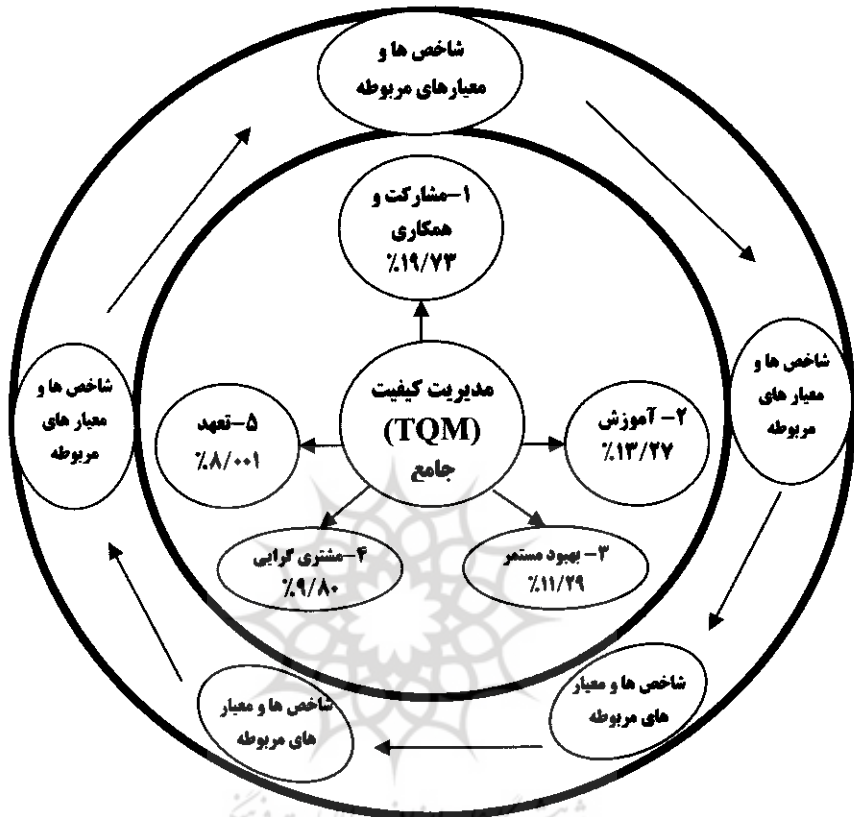 شاخص ها و
معیارهای مربوطه
۱-مشارکت و
همکاری
%۱۹/۷۳
شاخص ها و
معیار های
مربوطه
۲- آموزش
%۱۳/۲۷
مدیریت کیفیت
(TQM)
جامع
۵-تعهد
%۸/۰۰۱
شاخص ها و
معیار های
مربوطه
۳- بهبود مستمر
%۱۱/۲۹
۴-مشتری گرایی
%۹/۸۰
شاخص ها و معیار
های مربوطه
شاخص ها و معیار
های مربوطه